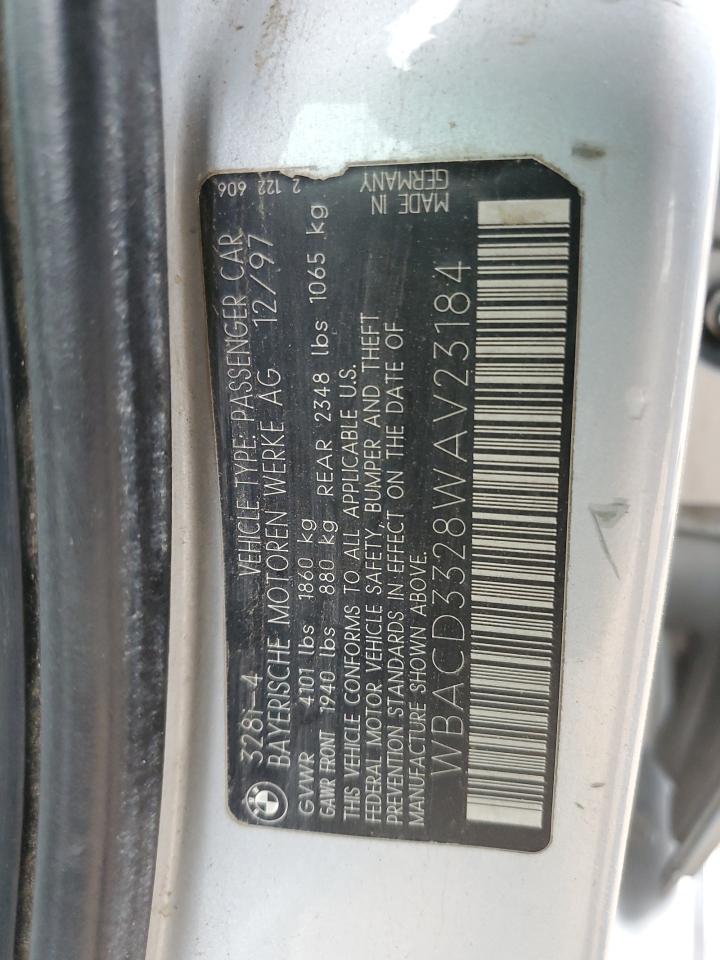 328i-4 VEHICLE TYPE: PASSENGER CAR
BAYERISCHE MOTOREN WERKE AG 12/97
GVWR 4101 lbs 1860 kg
GAWR FRONT 1940 lbs 880 kg REAR 2348 lbs 1065 kg
THIS VEHICLE CONFORMS TO ALL APPLICABLE U.S.
FEDERAL MOTOR VEHICLE SAFETY, BUMPER AND THEFT
PREVENTION STANDARDS IN EFFECT ON THE DATE OF
MANUFACTURE SHOWN ABOVE.
WBACD3328WAV23184
2 122 606
MADE IN
GERMANY
BMW